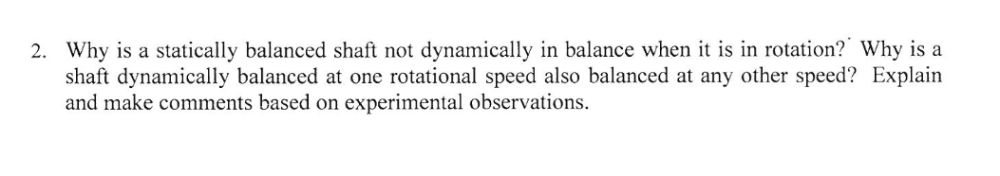 2. Why is a statically balanced shaft not dynamically in balance when it is in rotation? Why is a
shaft dynamically balanced at one rotational speed also balanced at any other speed? Explain
and make comments based on experimental observations.